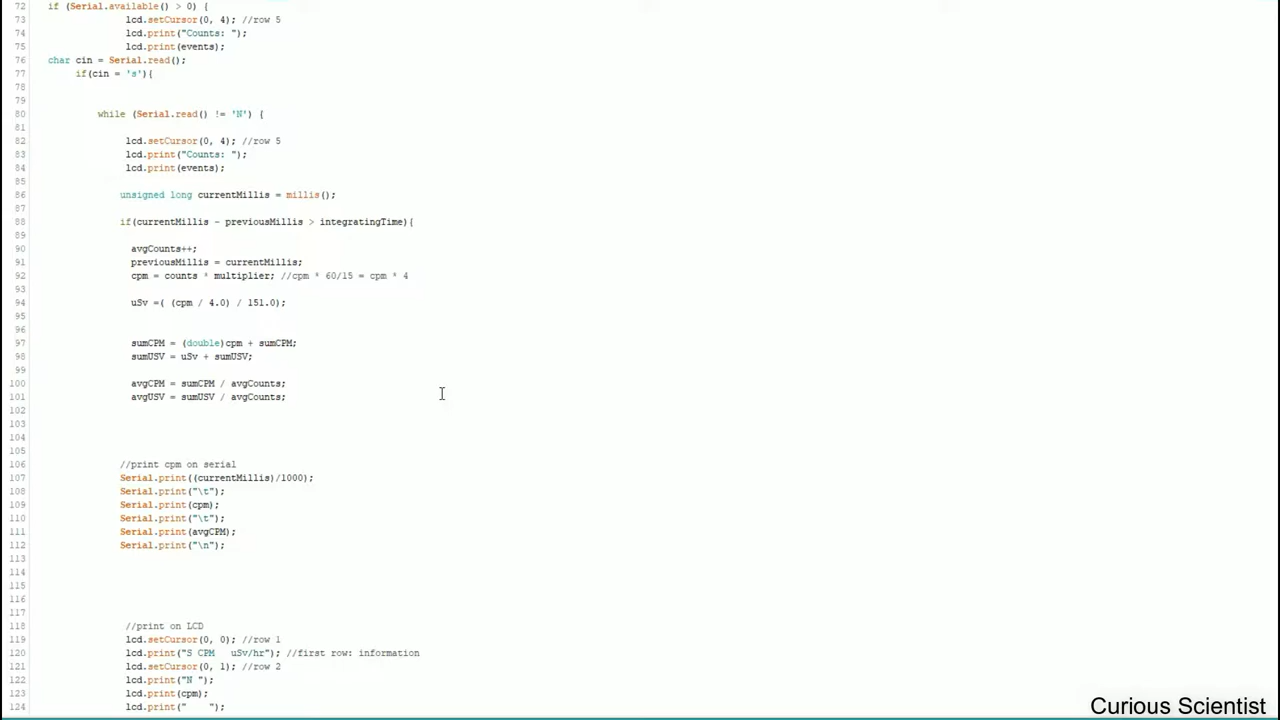 72 if (Serial.available() > 0) {
73 lcd.setCursor(0, 4); //row 5
74 lcd.print("Counts: ");
75 lcd.print(events);
76 char cin = Serial.read();
77 if(cin = 's'){
78
79
80 while (Serial.read() != 'N') {
81
82 lcd.setCursor(0, 4); //row 5
83 lcd.print("Counts: ");
84 lcd.print(events);
85
86 unsigned long currentMillis = millis();
87
88 if(currentMillis - previousMillis > integratingTime){
89
90 avgCounts++;
91 previousMillis = currentMillis;
92 cpm = counts * multiplier; //cpm * 60/15 = cpm * 4
93
94 uSv =( (cpm / 4.0) / 151.0);
95
96
97 sumCPM = (double)cpm + sumCPM;
98 sumUSV = uSv + sumUSV;
99
100 avgCPM = sumCPM / avgCounts;
101 avgUSV = sumUSV / avgCounts;
102
103
104
105
106 //print cpm on serial
107 Serial.print((currentMillis)/1000);
108 Serial.print("\t");
109 Serial.print(cpm);
110 Serial.print("\t");
111 Serial.print(avgCPM);
112 Serial.print("\n");
113
114
115
116
117
118 //print on LCD
119 lcd.setCursor(0, 0); //row 1
120 lcd.print("S CPM   uSv/hr"); //first row: information
121 lcd.setCursor(0, 1); //row 2
122 lcd.print("N ");
123 lcd.print(cpm);
124 lcd.print("    ");
Curious Scientist